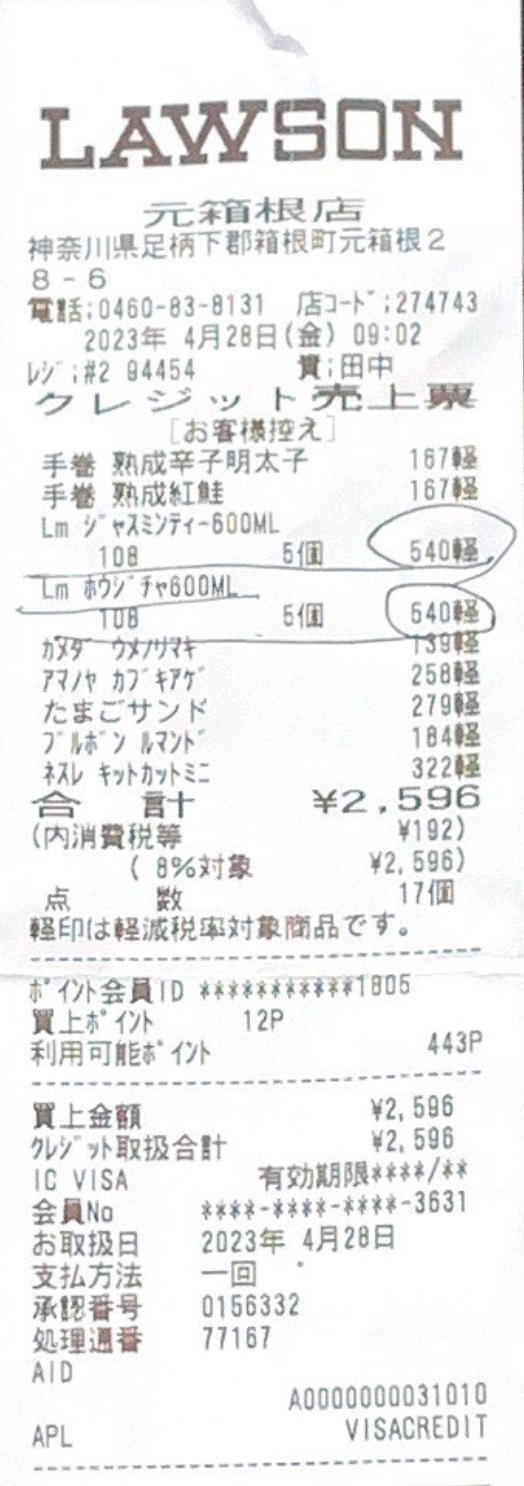 LAWSON
元箱根店
神奈川県足柄下郡箱根町元箱根2
8-6
電話:0460-83-8131 店コード:274743
2023年 4月28日(金) 09:02
レジ:#2 94454 責:田中
クレジット売上票
[お客様控え]
手巻 熟成辛子明太子 167軽
手巻 熟成紅鮭 167軽
Lm ジャスミンティー600ML
108 5個 540軽
Lm ホウジチャ600ML
108 5個 540軽
カメダ ウメノリマキ 139軽
アマノヤ カブキアゲ 258軽
たまごサンド 279軽
ブルボン ルマンド 184軽
ネスレ キットカットミニ 322軽
合 計 ¥2,596
(内消費税等 ¥192)
( 8%対象 ¥2,596)
点 数 17個
軽印は軽減税率対象商品です。
ポイント会員ID ***********1805
買上ポイント 12P
利用可能ポイント 443P
買上金額 ¥2,596
クレジット取扱合計 ¥2,596
IC VISA 有効期限****/**
会員No ****-****-****-3631
お取扱日 2023年 4月28日
支払方法 一回
承認番号 0156332
処理通番 77167
AID
A0000000031010
APL VISACREDIT